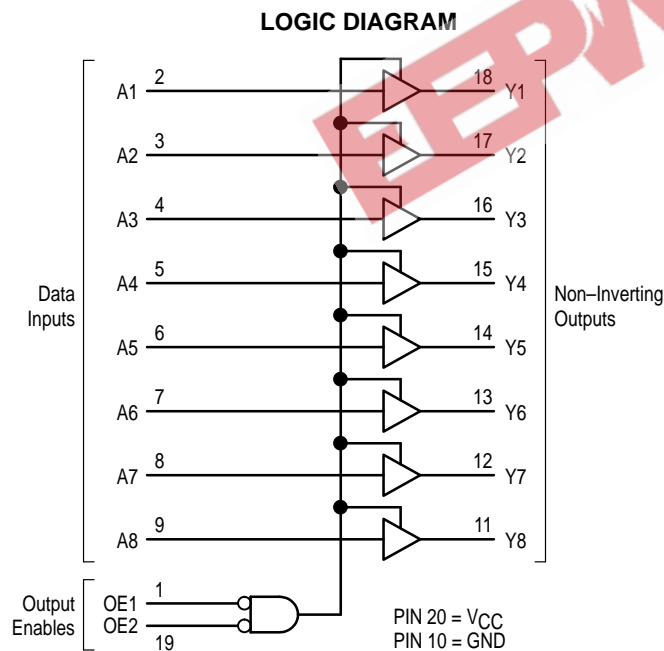 LOGIC DIAGRAM
A1 2 18 Y1
A2 3 17 Y2
A3 4 16 Y3
A4 5 15 Y4
A5 6 14 Y5
A6 7 13 Y6
A7 8 12 Y7
A8 9 11 Y8
Data
Inputs
Non–Inverting
Outputs
Output
Enables
OE1 1
OE2 19
PIN 20 = VCC
PIN 10 = GND